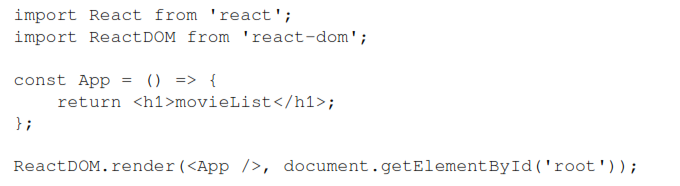 import React from 'react';
import ReactDOM from 'react-dom';
const App = () => {
    return <h1>movieList</h1>;
};
ReactDOM.render(<App />, document.getElementById('root'));